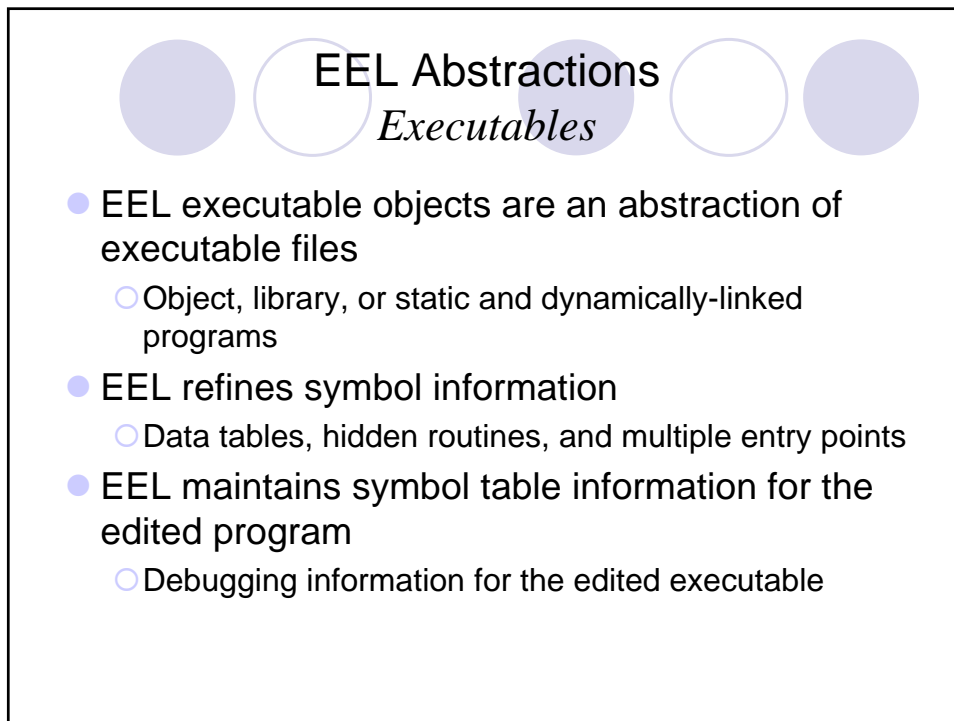 EEL Abstractions
Executables
EEL executable objects are an abstraction of
executable files
Object, library, or static and dynamically-linked
programs
EEL refines symbol information
Data tables, hidden routines, and multiple entry points
EEL maintains symbol table information for the
edited program
Debugging information for the edited executable